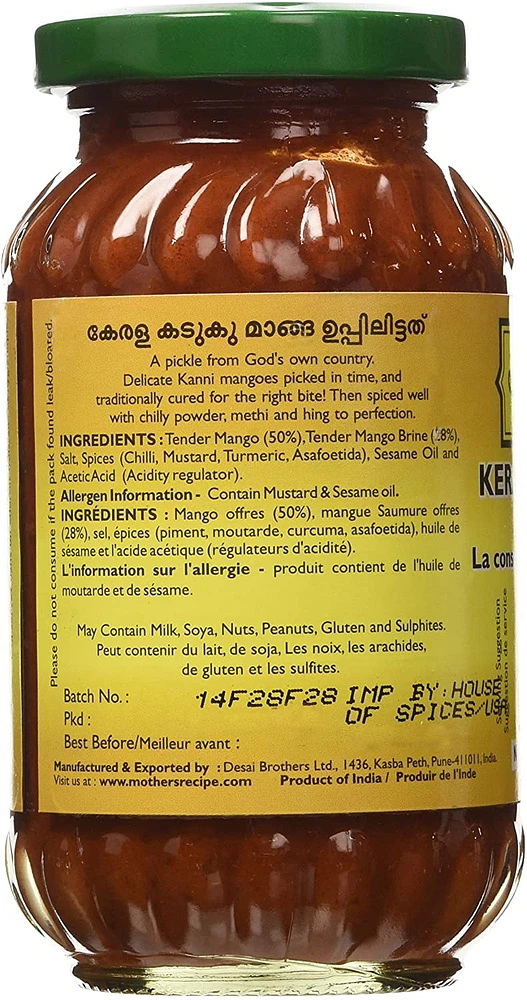 കേരള കടുകു മാങ്ങ ഉപ്പിലിട്ടത്
A pickle from God's own country.
Delicate Kanni mangoes picked in time, and
traditionally cured for the right bite! Then spiced well
with chilly powder, methi and hing to perfection.
INGREDIENTS : Tender Mango (50%), Tender Mango Brine (28%),
Salt, Spices (Chilli, Mustard, Turmeric, Asafoetida), Sesame Oil and
AceticAcid (Acidity regulator).
Allergen Information - Contain Mustard & Sesame oil.
INGRÉDIENTS : Mango offres (50%), mangue Saumure offres
(28%), sel, épices (piment, moutarde, curcuma, asafoetida), huile de
sésame et l'acide acétique (régulateurs d'acidité).
L'information sur l'allergie - produit contient de l'huile de
moutarde et de sésame.
May Contain Milk, Soya, Nuts, Peanuts, Gluten and Sulphites.
Peut contenir du lait, de soja, Les noix, les arachides,
de gluten et les sulfites.
Batch No. : 14F28F28 IMP BY:HOUSE
Pkd : OF SPICES/USA
Best Before/Meilleur avant :
Manufactured & Exported by : Desai Brothers Ltd., 1436, Kasba Peth, Pune-411011, India.
Visit us at : www.mothersrecipe.com Product of India / Produir de l'Inde
Please do not consume if the pack found leak/bloared.
KER
La cons
Serving Suggestion
Suggestion de service